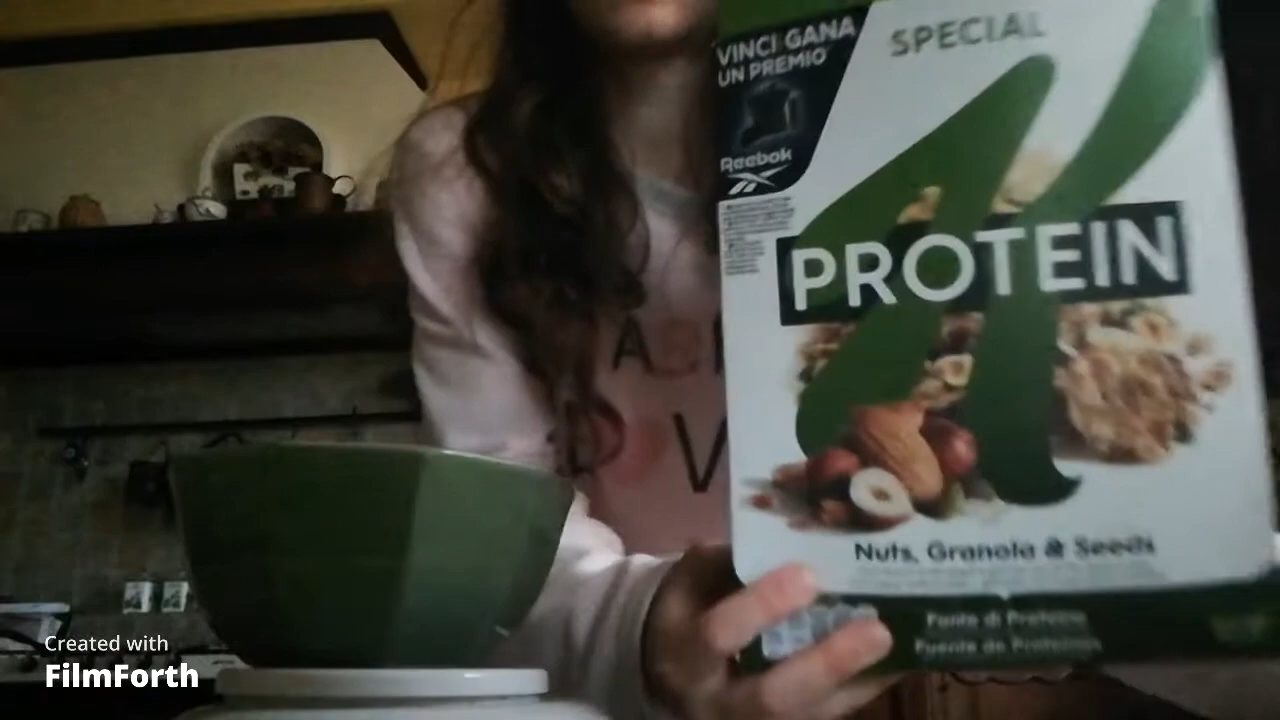 VINCI GANA
UN PREMIO
Reebok
SPECIAL
PROTEIN
Nuts, Granola & Seeds
Fonte di Proteine
Fuente de Proteínas
V
Created with
FilmForth